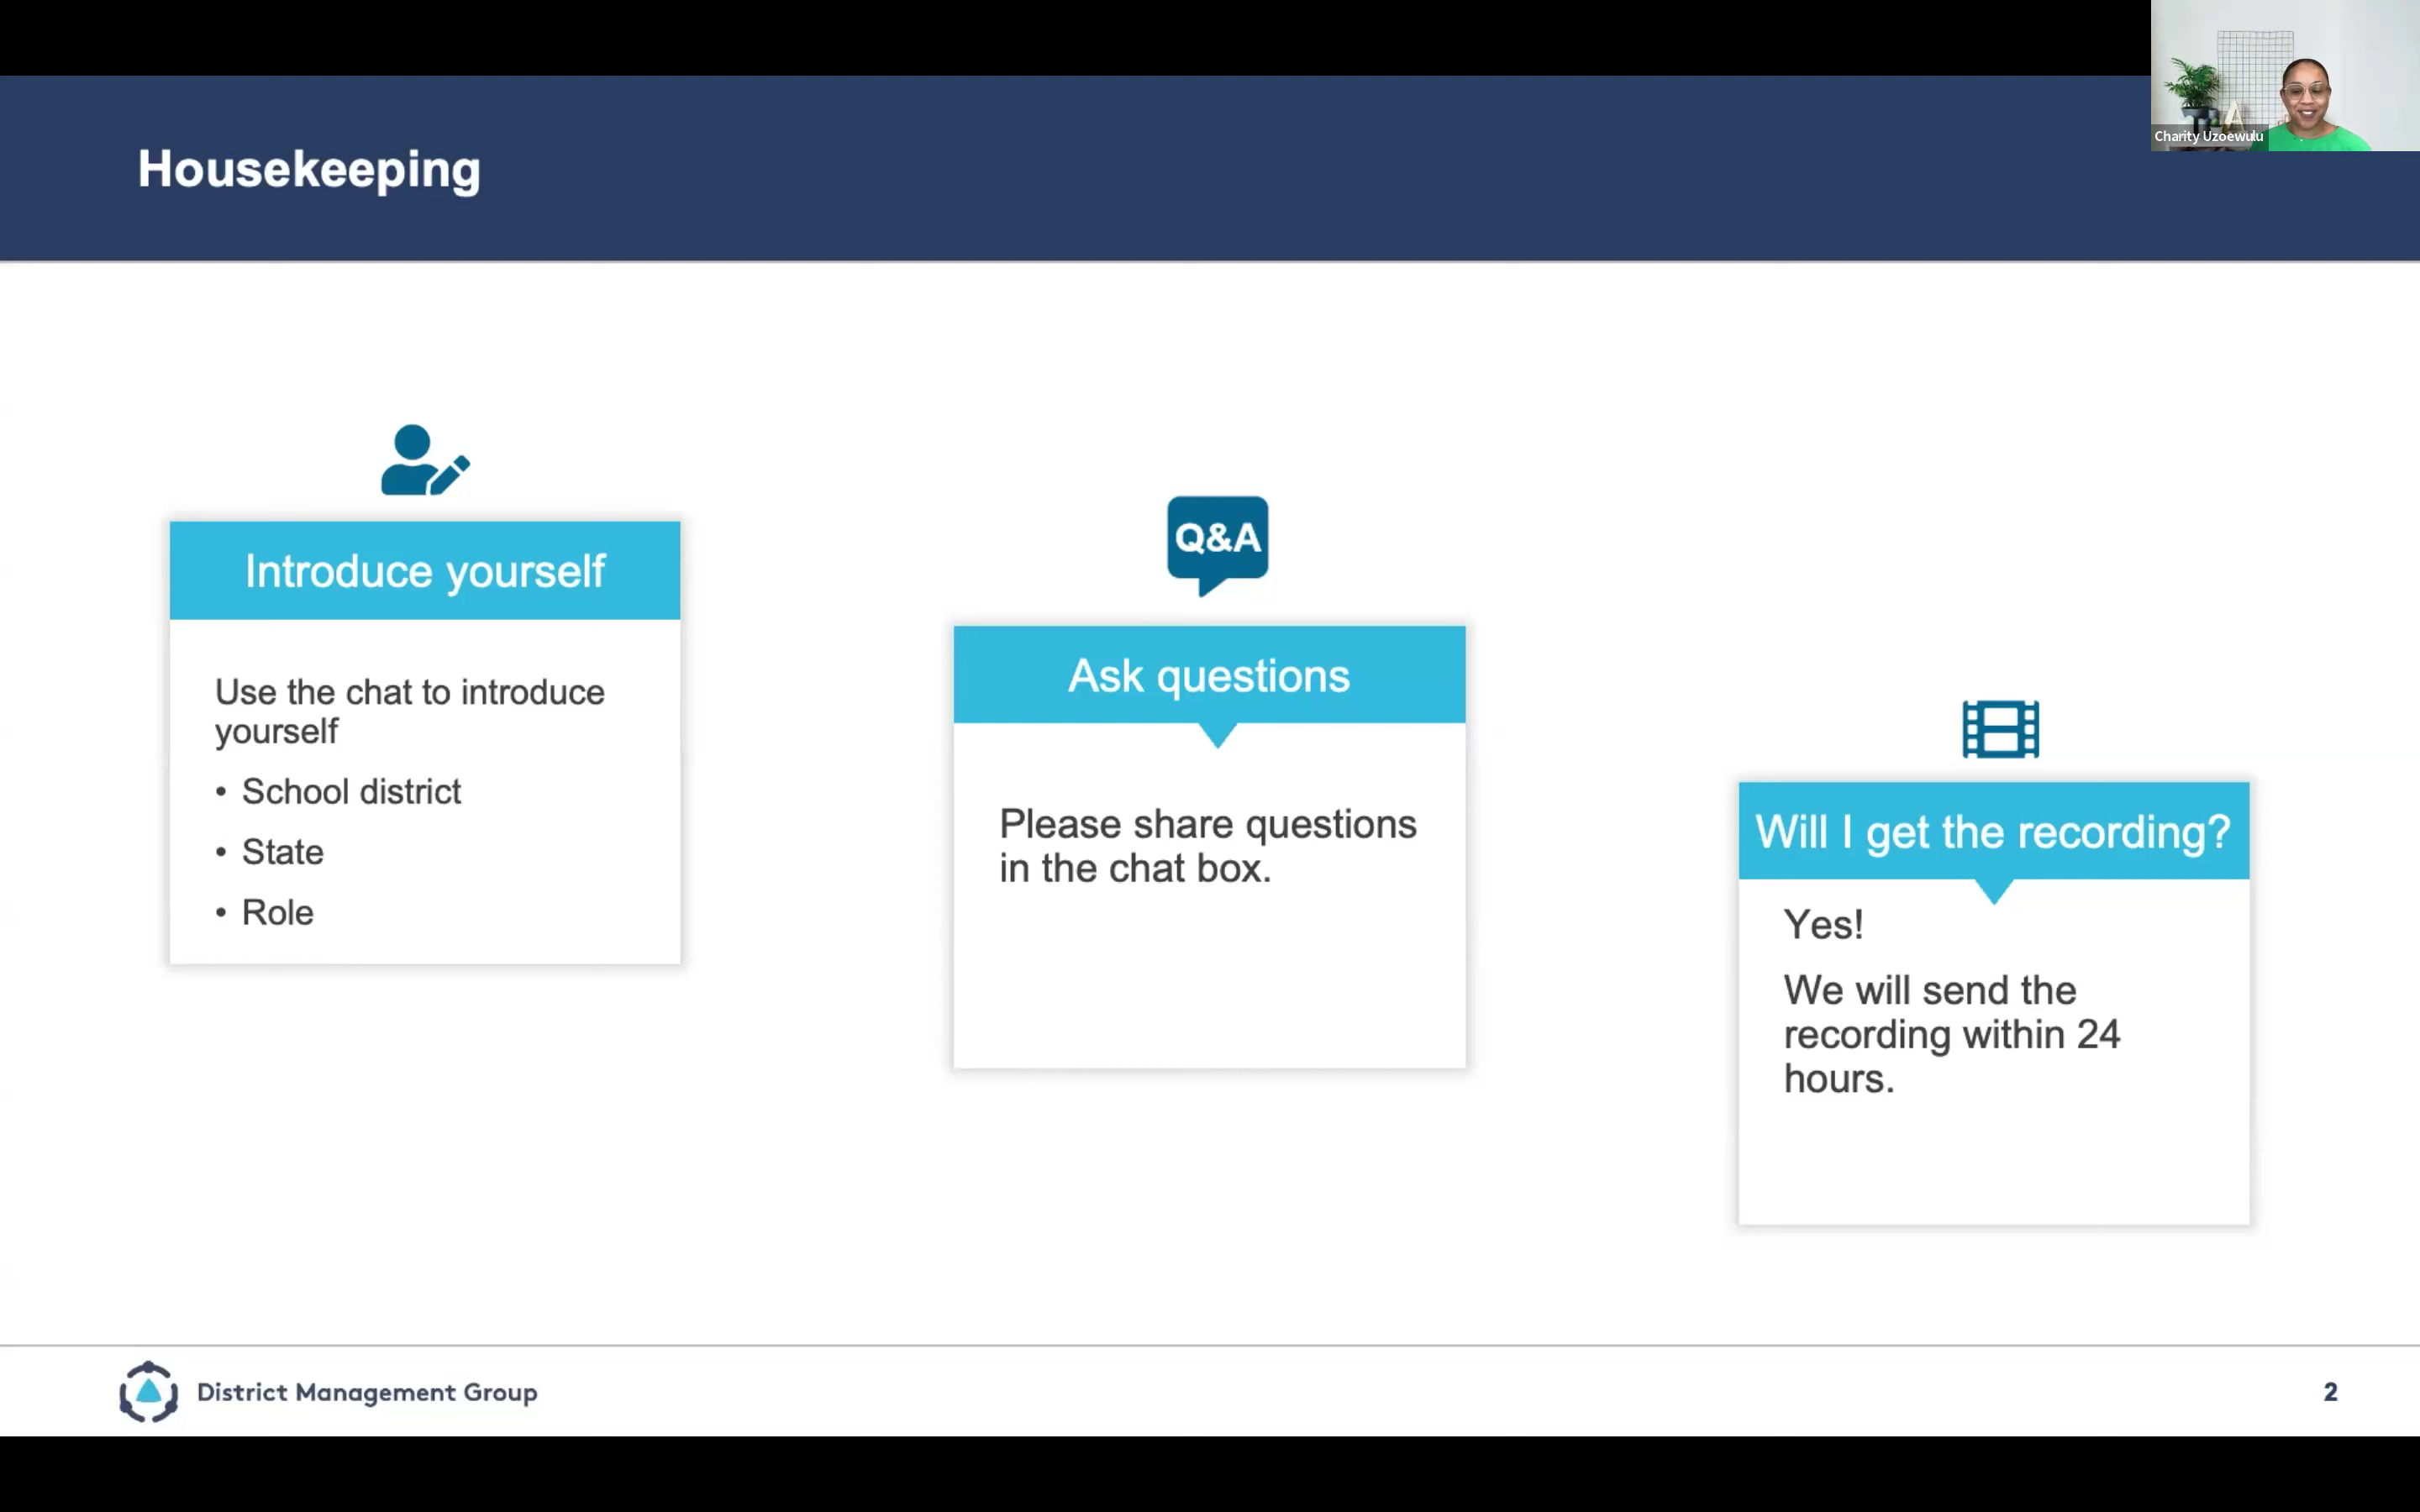 Charity Uzoewulu
Housekeeping
Introduce yourself
Use the chat to introduce
yourself
• School district
• State
• Role
Q&A
Ask questions
Please share questions
in the chat box.
Will I get the recording?
Yes!
We will send the
recording within 24
hours.
District Management Group
2